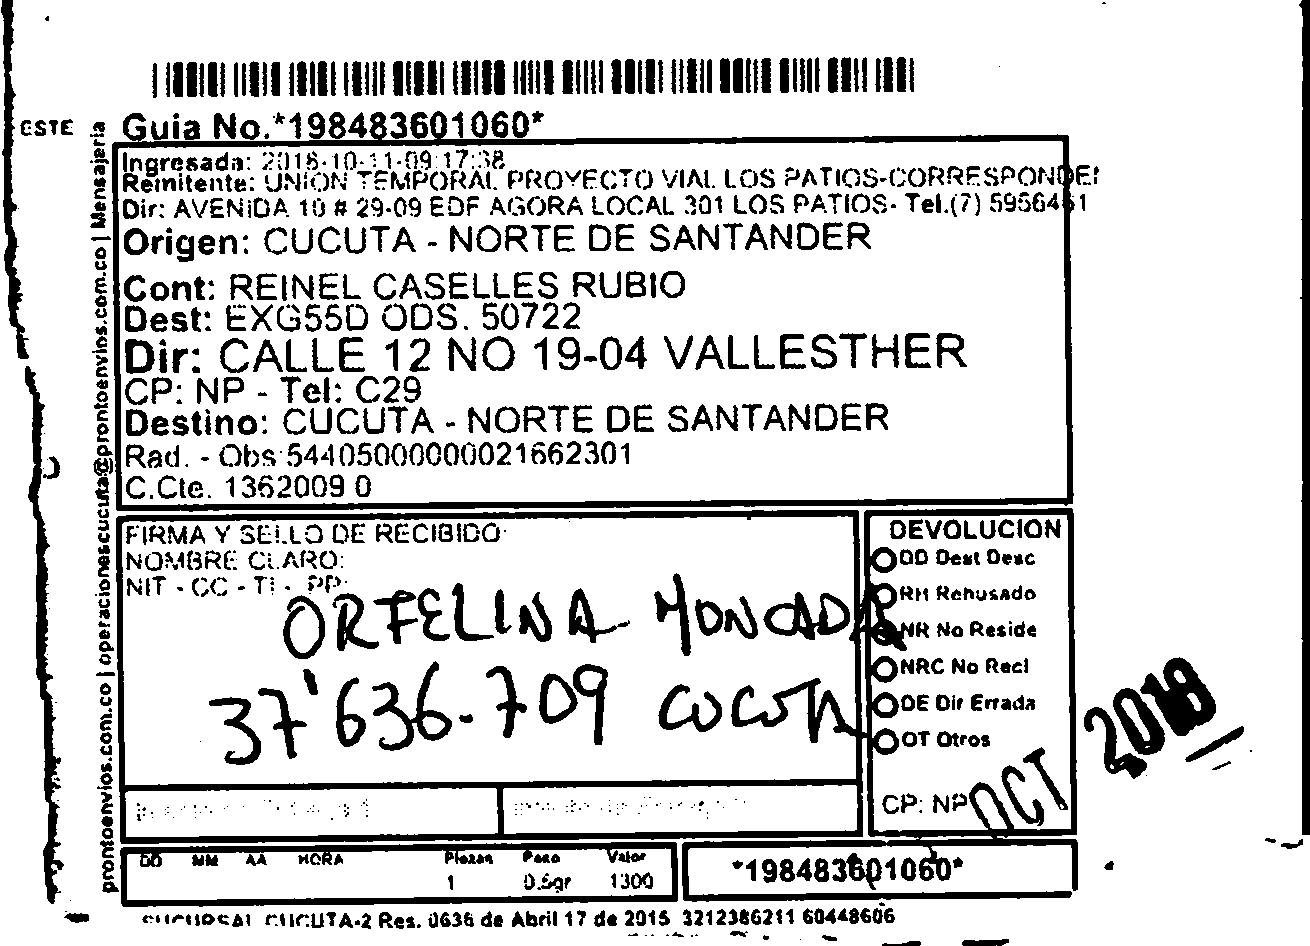 ESTE
Guia No.*198483601060*
Ingresada: 2018-10-11-09:17:38
Remitente: UNION TEMPORAL PROYECTO VIAL LOS PATIOS-CORRESPONDEN
Dir: AVENIDA 10 # 29-09 EDF AGORA LOCAL 301 LOS PATIOS- Tel.(7) 5956451
Origen: CUCUTA - NORTE DE SANTANDER
Cont: REINEL CASELLES RUBIO
Dest: EXG55D ODS. 50722
Dir: CALLE 12 NO 19-04 VALLESTHER
CP: NP - Tel: C29
Destino: CUCUTA - NORTE DE SANTANDER
Rad. - Obs:544050000000021662301
C.Cte. 1362009 0
prontoenvios.com.co | operacionescucuta@prontoenvios.com.co | Mensajeria
FIRMA Y SELLO DE RECIBIDO:
NOMBRE CLARO:
NIT - CC - TI - PP:
ORFELINA MONCADA
37'636.709 CUCUTA
DEVOLUCION
DD Dest Desc
RH Rehusado
NR No Reside
NRC No Recl
DE Dir Errada
OT Otros
CP: NP
OCT 2018
DD MM AA HORA Piezas Peso Valor
1 0.5gr 1300
*198483601060*
SUCURSAL CUCUTA-2 Res. 0636 de Abril 17 de 2015 3212386211 60448606